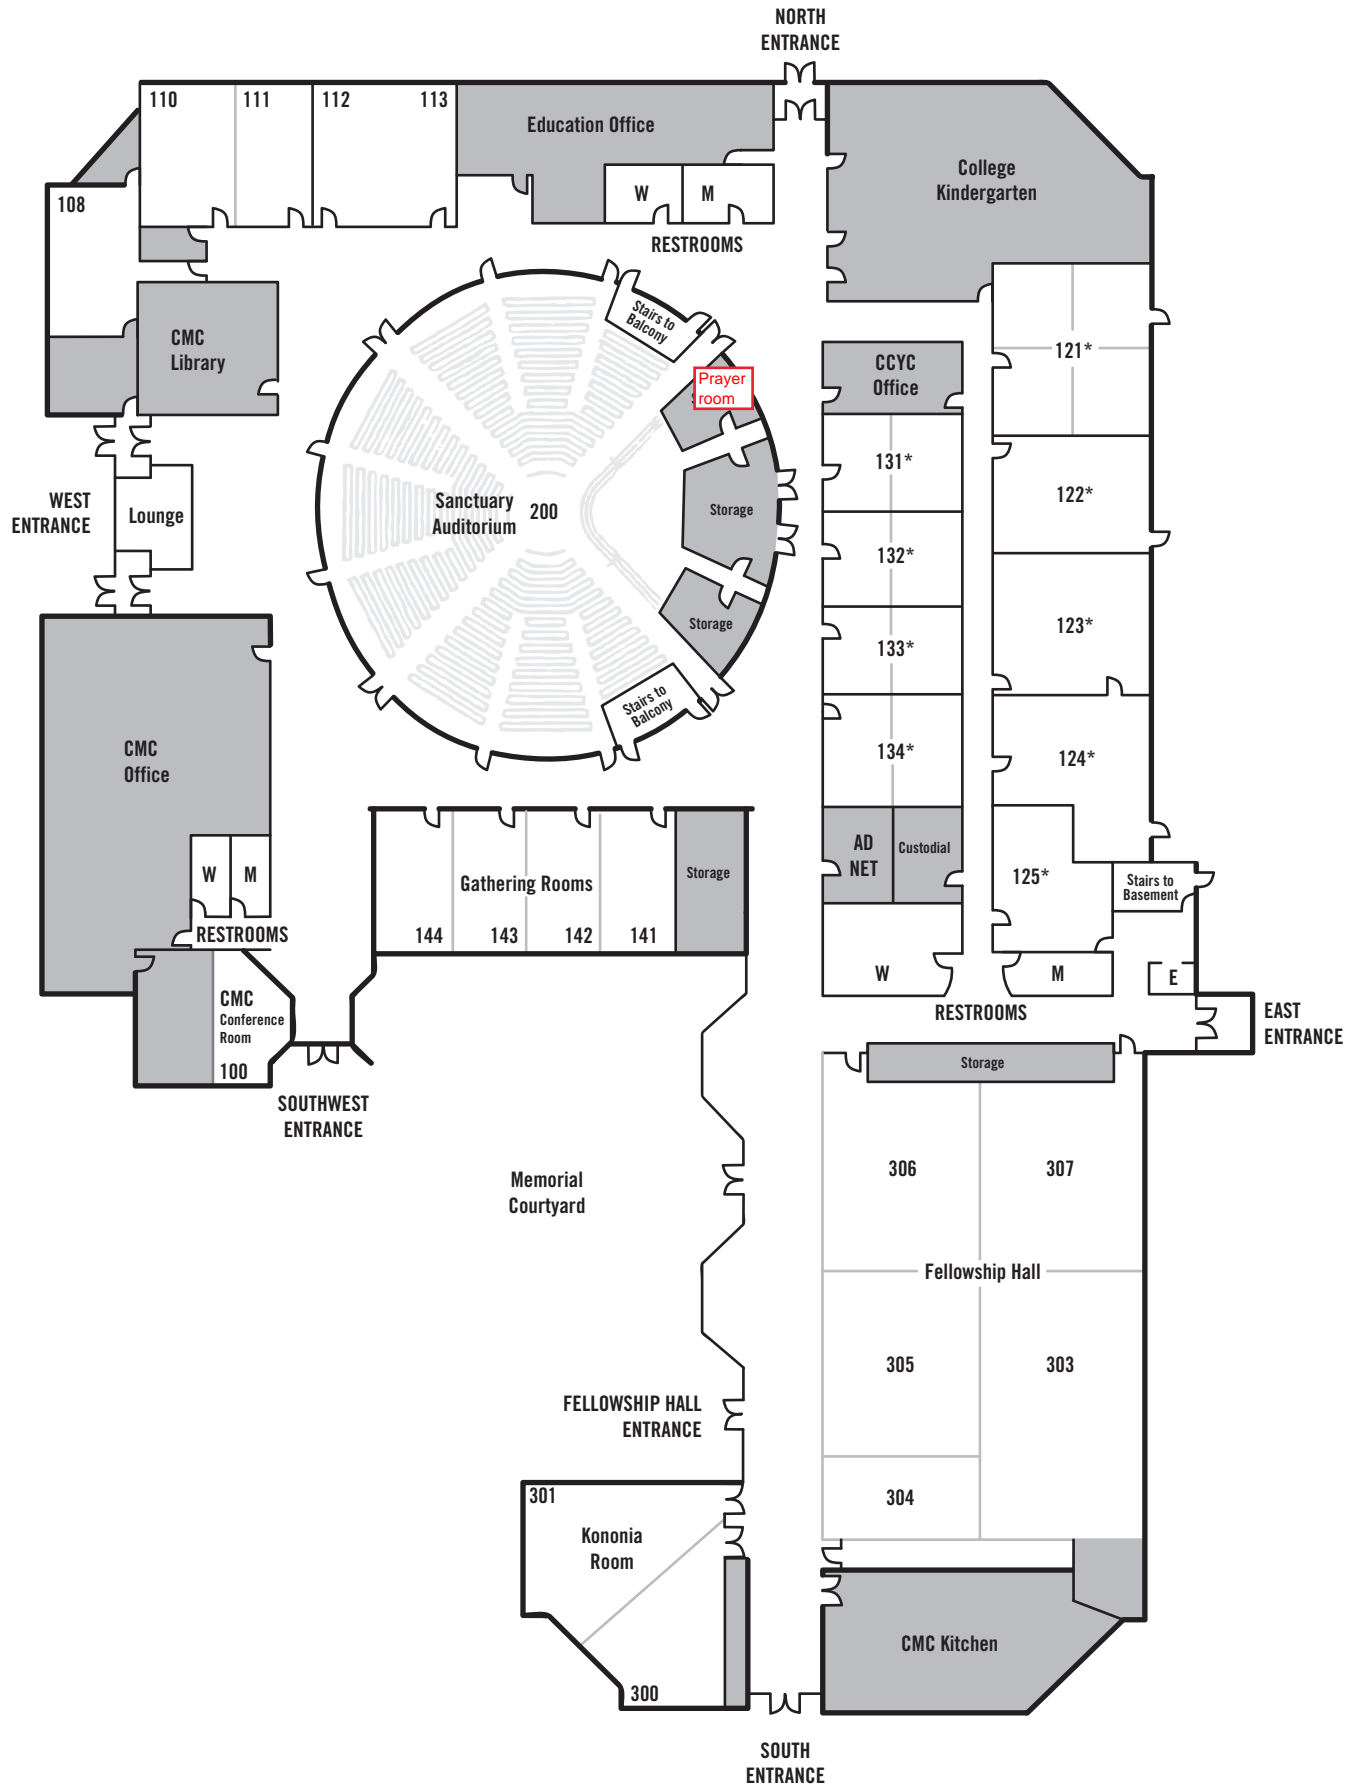 NORTH
ENTRANCE
110
111
112
113
Education Office
College
Kindergarten
W
M
108
RESTROOMS
Stairs to
Balcony
CMC
Library
121*
CCYC
Office
Prayer
room
131*
122*
WEST
ENTRANCE
Lounge
Sanctuary
Auditorium
200
Storage
132*
123*
Storage
133*
Stairs to
Balcony
CMC
Office
134*
124*
AD
NET
Custodial
W
M
Gathering Rooms
Storage
125*
Stairs to
Basement
RESTROOMS
144
143
142
141
W
M
E
CMC
Conference
Room
100
RESTROOMS
EAST
ENTRANCE
Storage
SOUTHWEST
ENTRANCE
306
307
Memorial
Courtyard
Fellowship Hall
305
303
FELLOWSHIP HALL
ENTRANCE
301
304
Kononia
Room
CMC Kitchen
300
SOUTH
ENTRANCE